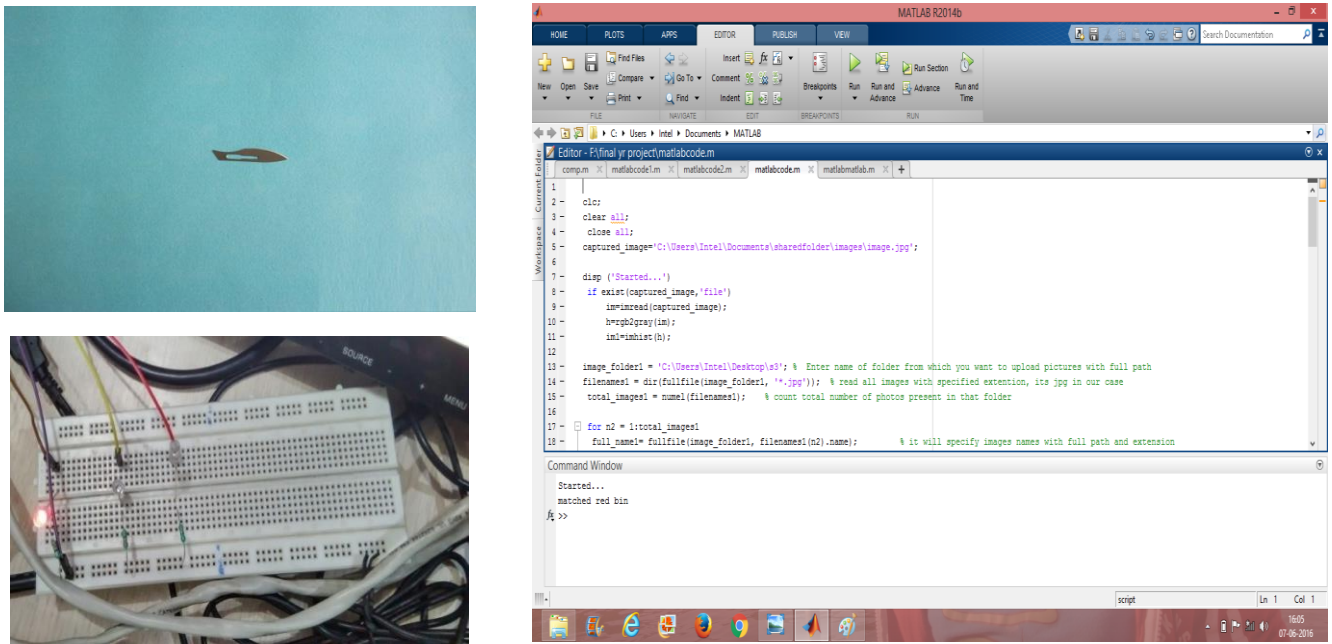 SOURCE
MENU
MATLAB R2014b
HOME PLOTS APPS EDITOR PUBLISH VIEW
Search Documentation
New Open Save
Find Files
Compare
Print
Go To
Find
Insert
Comment
Indent
Breakpoints
Run
Run and Advance
Run Section
Advance
Run and Time
FILE NAVIGATE EDIT BREAKPOINTS RUN
C: Users Intel Documents MATLAB
Current Folder
Workspace
Editor - F:\final yr project\matlabcode.m
comp.m matlabcode1.m matlabcode2.m matlabcode.m matlabmatlab.m
1
2 - clc;
3 - clear all;
4 - close all;
5 - captured_image='C:\Users\Intel\Documents\sharedfolder\images\image.jpg';
6
7 - disp ('Started...')
8 - if exist(captured_image,'file')
9 - im=imread(captured_image);
10 - h=rgb2gray(im);
11 - im1=imhist(h);
12
13 - image_folder1 = 'C:\Users\Intel\Desktop\s3'; % Enter name of folder from which you want to upload pictures with full path
14 - filenames1 = dir(fullfile(image_folder1, '*.jpg')); % read all images with specified extention, its jpg in our case
15 - total_images1 = numel(filenames1); % count total number of photos present in that folder
16
17 - for n2 = 1:total_images1
18 - full_name1= fullfile(image_folder1, filenames1(n2).name); % it will specify images names with full path and extension
Command Window
Started...
matched red bin
fx >>
script Ln 1 Col 1
16:05
07-06-2016